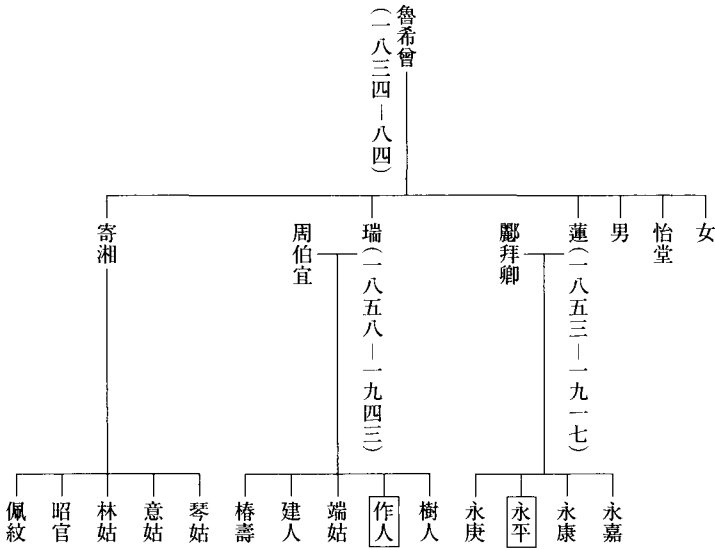 魯希曾
(一八三四—八四)
女
怡堂
男
蓮(一八五三—一九一七)
酈拜卿
瑞(一八五八—一九四三)
周伯宜
寄湘
永嘉
永康
永平
永庚
樹人
作人
端姑
建人
椿壽
琴姑
意姑
林姑
昭官
佩紋